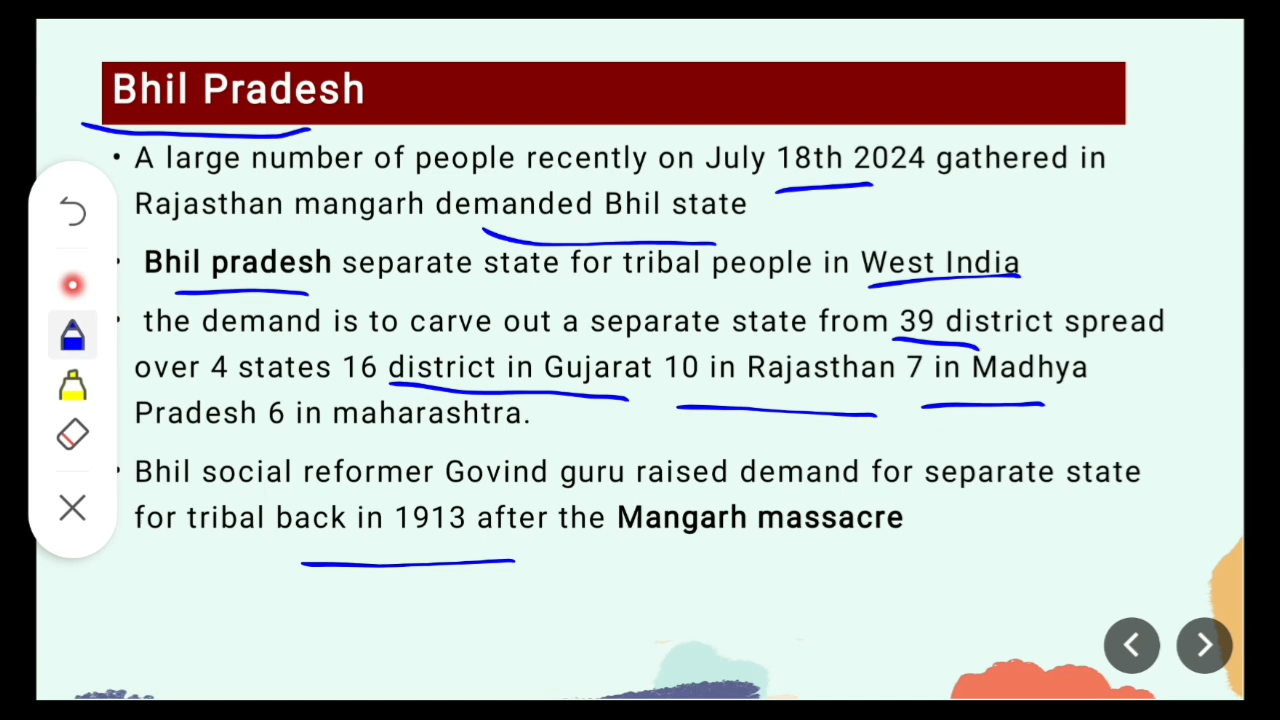 Bhil Pradesh
• A large number of people recently on July 18th 2024 gathered in
Rajasthan mangarh demanded Bhil state
• Bhil pradesh separate state for tribal people in West India
• the demand is to carve out a separate state from 39 district spread
over 4 states 16 district in Gujarat 10 in Rajasthan 7 in Madhya
Pradesh 6 in maharashtra.
• Bhil social reformer Govind guru raised demand for separate state
for tribal back in 1913 after the Mangarh massacre